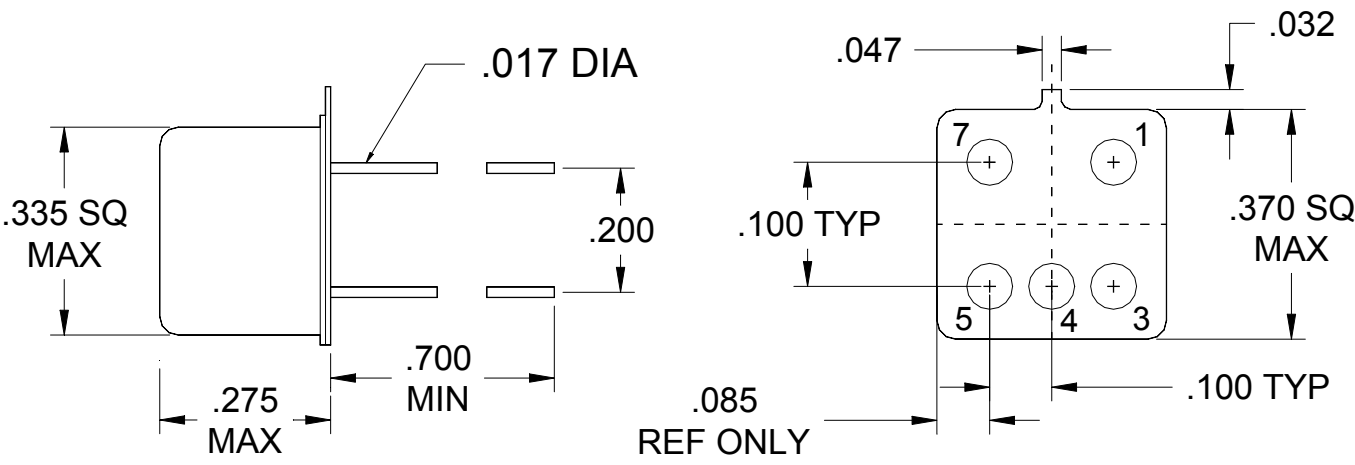 .017 DIA
.335 SQ
MAX
.200
.700
MIN
.275
MAX
.047
.032
7
1
.100 TYP
.370 SQ
MAX
5
4
3
.100 TYP
.085
REF ONLY